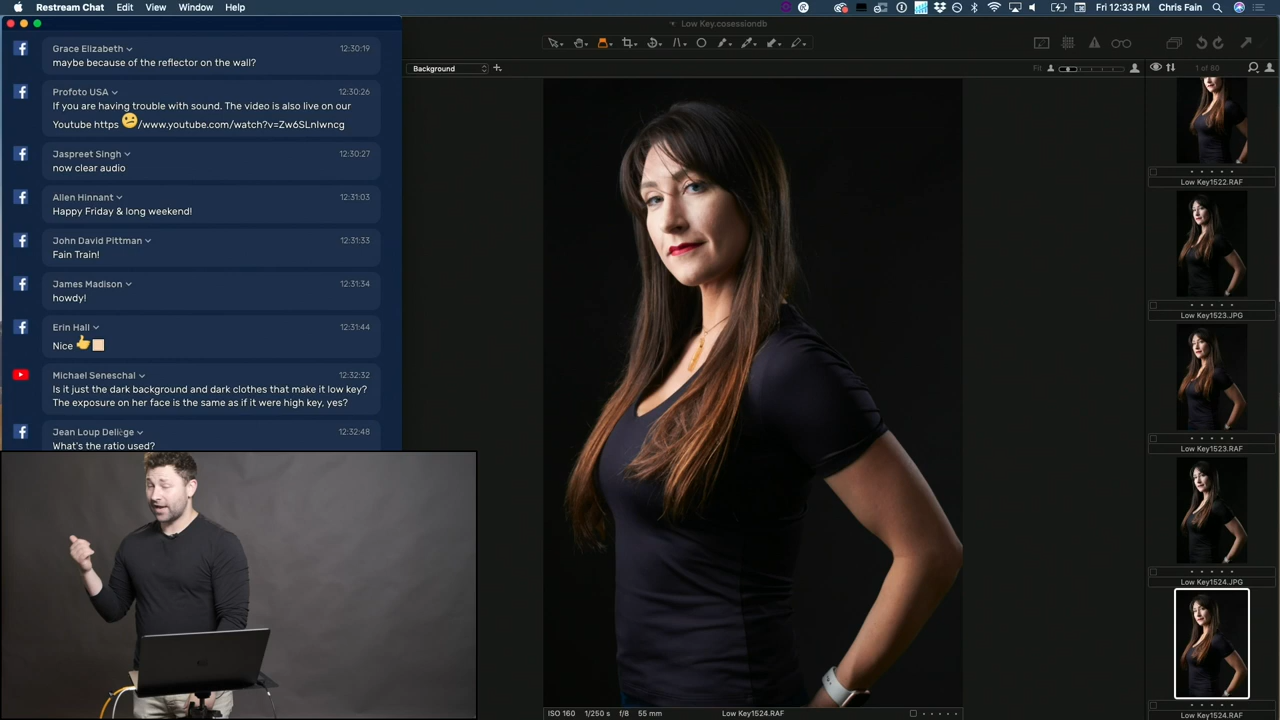 Restream Chat Edit View Window Help
Fri 12:33 PM Chris Fain
Grace Elizabeth 12:30:19
maybe because of the reflector on the wall?
Profoto USA 12:30:26
If you are having trouble with sound. The video is also live on our
Youtube https 😕/www.youtube.com/watch?v=Zw6SLnIwncg
Jaspreet Singh 12:30:27
now clear audio
Allen Hinnant 12:31:03
Happy Friday & long weekend!
John David Pittman 12:31:33
Fain Train!
James Madison 12:31:34
howdy!
Erin Hall 12:31:44
Nice 👍🏼
Michael Seneschal 12:32:32
Is it just the dark background and dark clothes that make it low key?
The exposure on her face is the same as if it were high key, yes?
Jean Loup Deliège 12:32:48
What's the ratio used?
Low Key.cosessiondb
Background
Fit
1 of 80
Low Key1522.RAF
Low Key1523.JPG
Low Key1523.RAF
Low Key1524.JPG
Low Key1524.RAF
ISO 160 1/250 s f/8 55 mm
Low Key1524.RAF